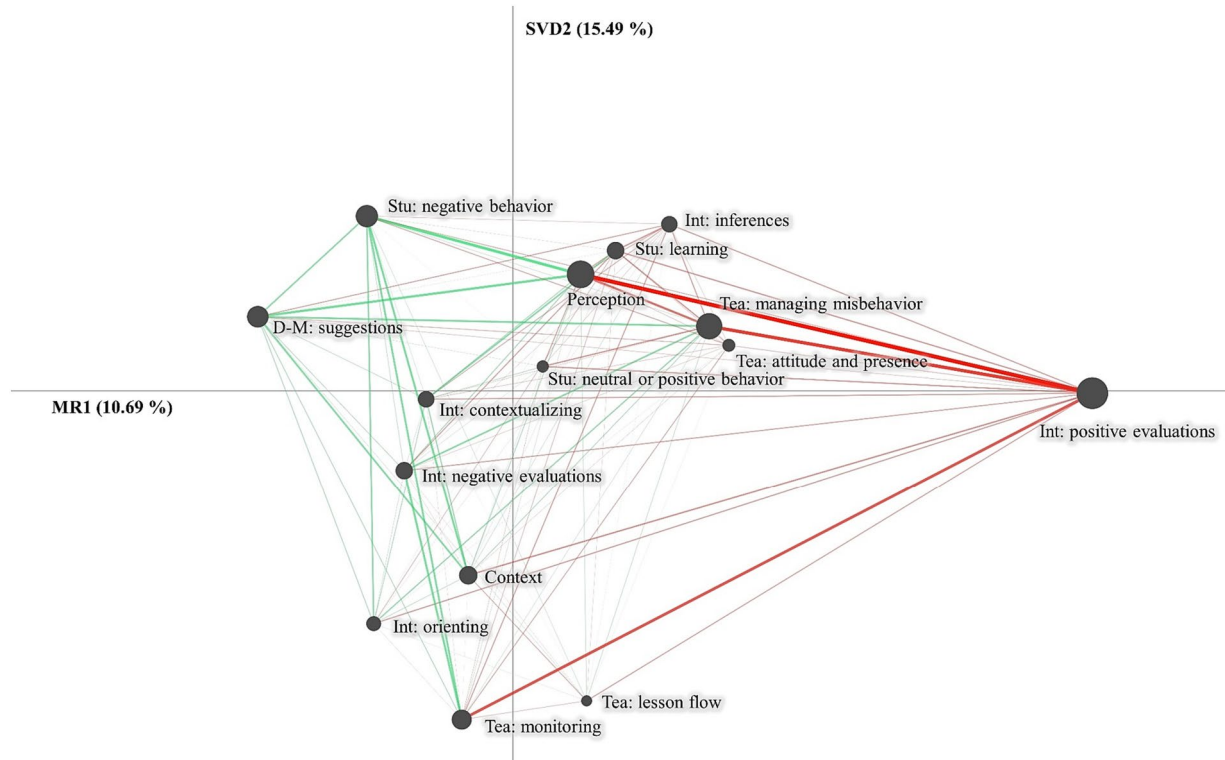 SVD2 (15.49 %)
Stu: negative behavior
Int: inferences
Stu: learning
Perception
Tea: managing misbehavior
D-M: suggestions
Tea: attitude and presence
Stu: neutral or positive behavior
MR1 (10.69 %)
Int: contextualizing
Int: positive evaluations
Int: negative evaluations
Context
Int: orienting
Tea: lesson flow
Tea: monitoring